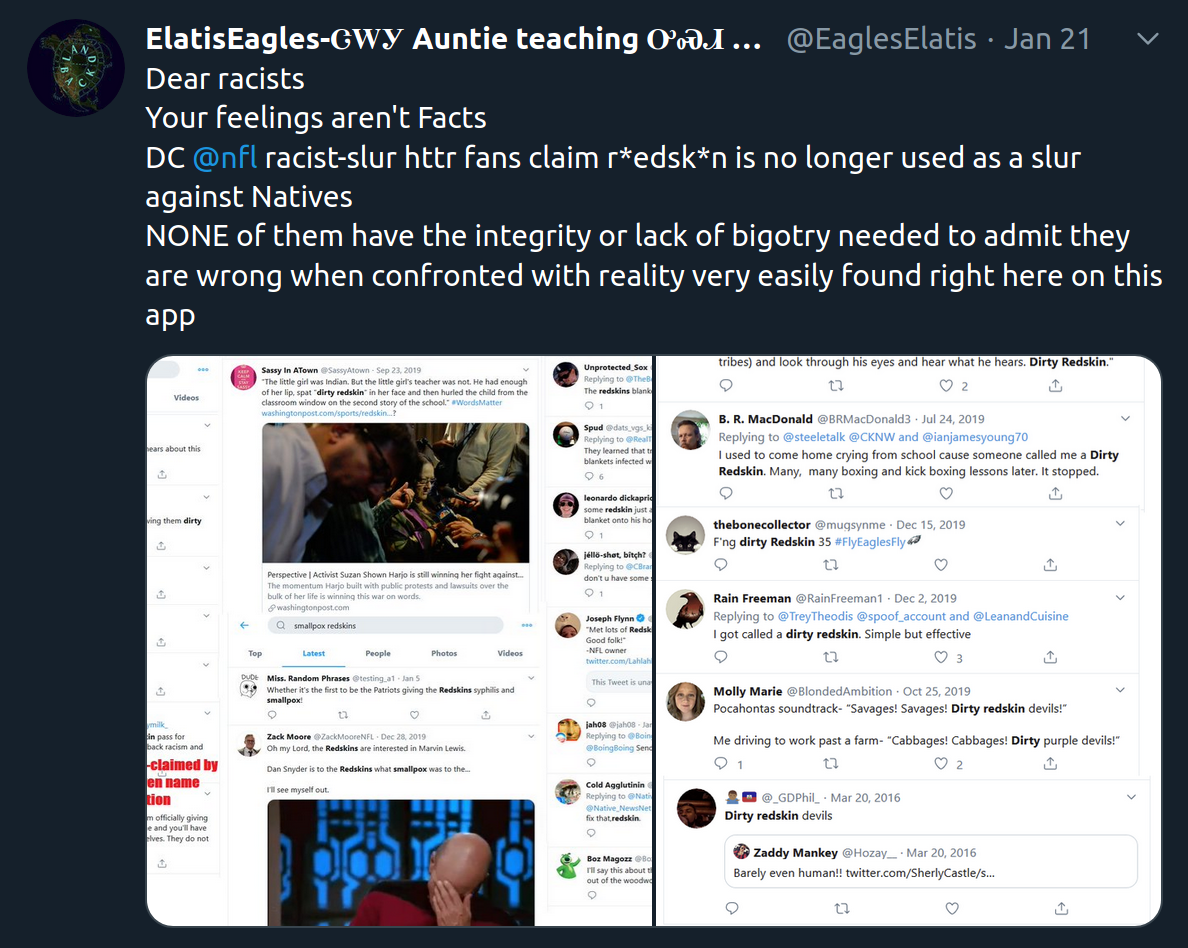 ElatisEagles-ᏣᎳᎩ Auntie teaching ᎤᏍᏗ ... @EaglesElatis · Jan 21
Dear racists
Your feelings aren't Facts
DC @nfl racist-slur httr fans claim r*edsk*n is no longer used as a slur
against Natives
NONE of them have the integrity or lack of bigotry needed to admit they
are wrong when confronted with reality very easily found right here on this
app
Videos
ears about this
ving them dirty
ymilk_
in pass for
back racism and
-claimed by
en name
tion
m officially giving
e and you'll have
elves. They do not
Sassy In ATown @SassyAtown · Sep 23, 2019
"The little girl was Indian. But the little girl's teacher was not. He had enough
of her lip, spat "dirty redskin" in her face and then hurled the child from the
classroom window on the second story of the school." #WordsMatter
washingtonpost.com/sports/redskin...?
Perspective | Activist Suzan Shown Harjo is still winning her fight against...
The momentum Harjo built with public protests and lawsuits over the
bulk of her life is winning this war on words.
washingtonpost.com
smallpox redskins
Top Latest People Photos Videos
Miss. Random Phrases @testing_a1 · Jan 5
Whether it's the first to be the Patriots giving the Redskins syphilis and
smallpox!
Zack Moore @ZackMooreNFL · Dec 28, 2019
Oh my Lord, the Redskins are interested in Marvin Lewis.
Dan Snyder is to the Redskins what smallpox was to the...
I'll see myself out.
Unprotected_Sox
Replying to @TheB
The redskins blank
1
Spud @dats_vgs_ki
Replying to @RealT
They learned that tr
blankets infected w
6
leonardo dickapric
some redskin just a
blanket onto his ho
1
jéllö-shøt, bïtçh?
Replying to @CBra
don't u have some s
1
Joseph Flynn
"Met lots of Redsk
Good folk!"
-NFL owner
twitter.com/Lahlahl
This Tweet is una
jah08 @jah08 · Jan
Replying to @Boin
@BoingBoing Send
Cold Agglutinin
Replying to @Nativ
@Native_NewsNet
fix that,redskin.
Boz Magozz @Bo
I'll say this about t
out of the woodwo
tribes) and look through his eyes and hear what he hears. Dirty Redskin."
2
B. R. MacDonald @BRMacDonald3 · Jul 24, 2019
Replying to @steeletalk @CKNW and @ianjamesyoung70
I used to come home crying from school cause someone called me a Dirty
Redskin. Many, many boxing and kick boxing lessons later. It stopped.
thebonecollector @mugsynme · Dec 15, 2019
F'ng dirty Redskin 35 #FlyEaglesFly
Rain Freeman @RainFreeman1 · Dec 2, 2019
Replying to @TreyTheodis @spoof_account and @LeanandCuisine
I got called a dirty redskin. Simple but effective
3
Molly Marie @BlondedAmbition · Oct 25, 2019
Pocahontas soundtrack- "Savages! Savages! Dirty redskin devils!"
Me driving to work past a farm- "Cabbages! Cabbages! Dirty purple devils!"
1 2
@_GDPhil_ · Mar 20, 2016
Dirty redskin devils
Zaddy Mankey @Hozay__ · Mar 20, 2016
Barely even human!! twitter.com/SherlyCastle/s...